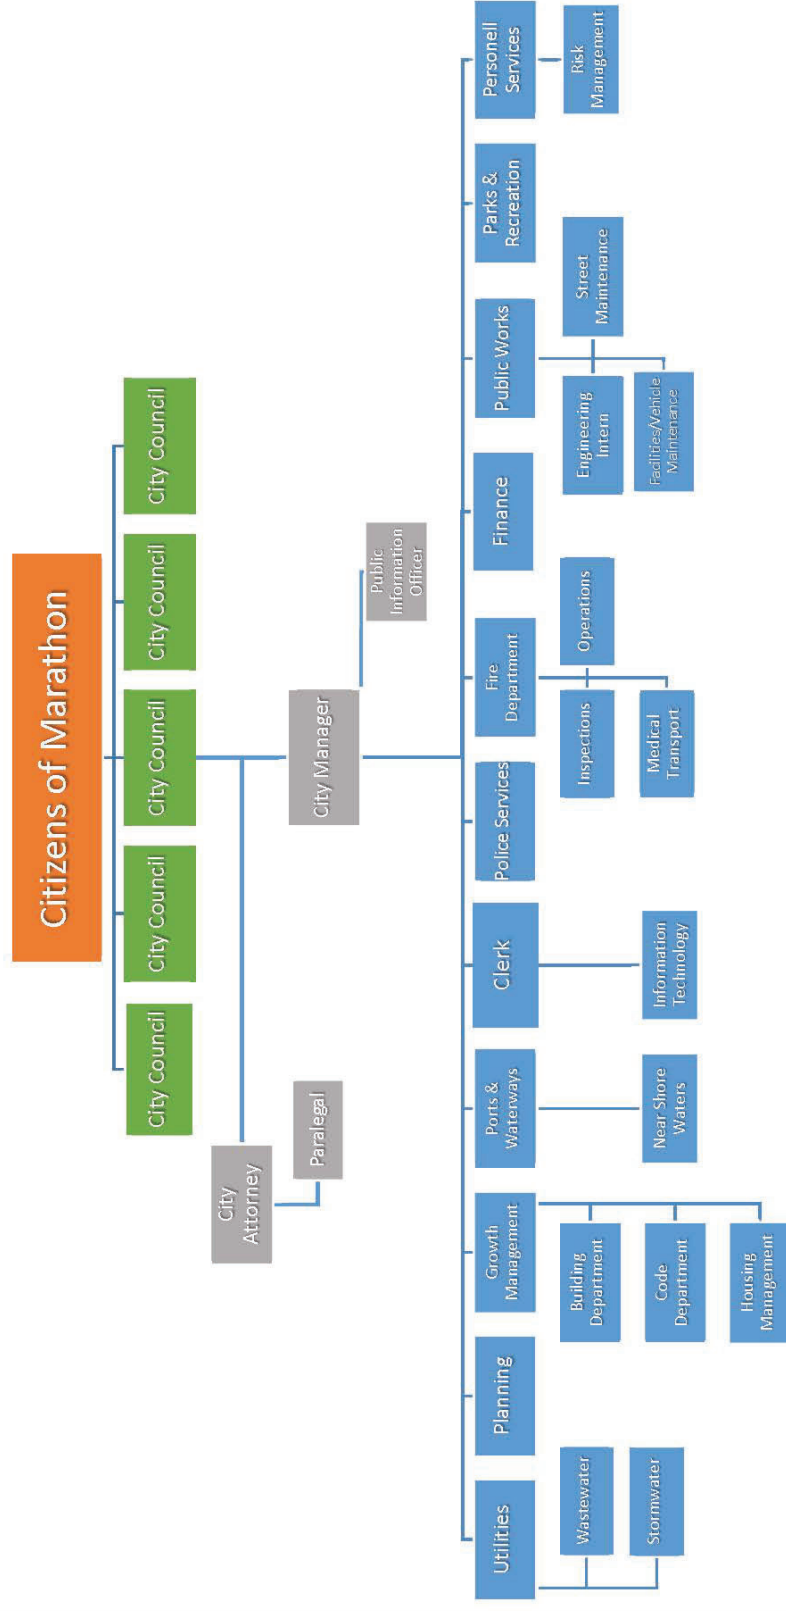 Citizens of Marathon
City Council
City Council
City Council
City Council
City Council
City
Attorney
Paralegal
City Manager
Public
Information
Officer
Utilities
Planning
Growth
Management
Ports &
Waterways
Clerk
Police Services
Fire
Department
Finance
Public Works
Parks &
Recreation
Personell
Services
Wastewater
Stormwater
Building
Department
Code
Department
Housing
Management
Near Shore
Waters
Information
Technology
Inspections
Operations
Medical
Transport
Engineering
Intern
Street
Maintenance
Facilities/Vehicle
Maintenance
Risk
Management